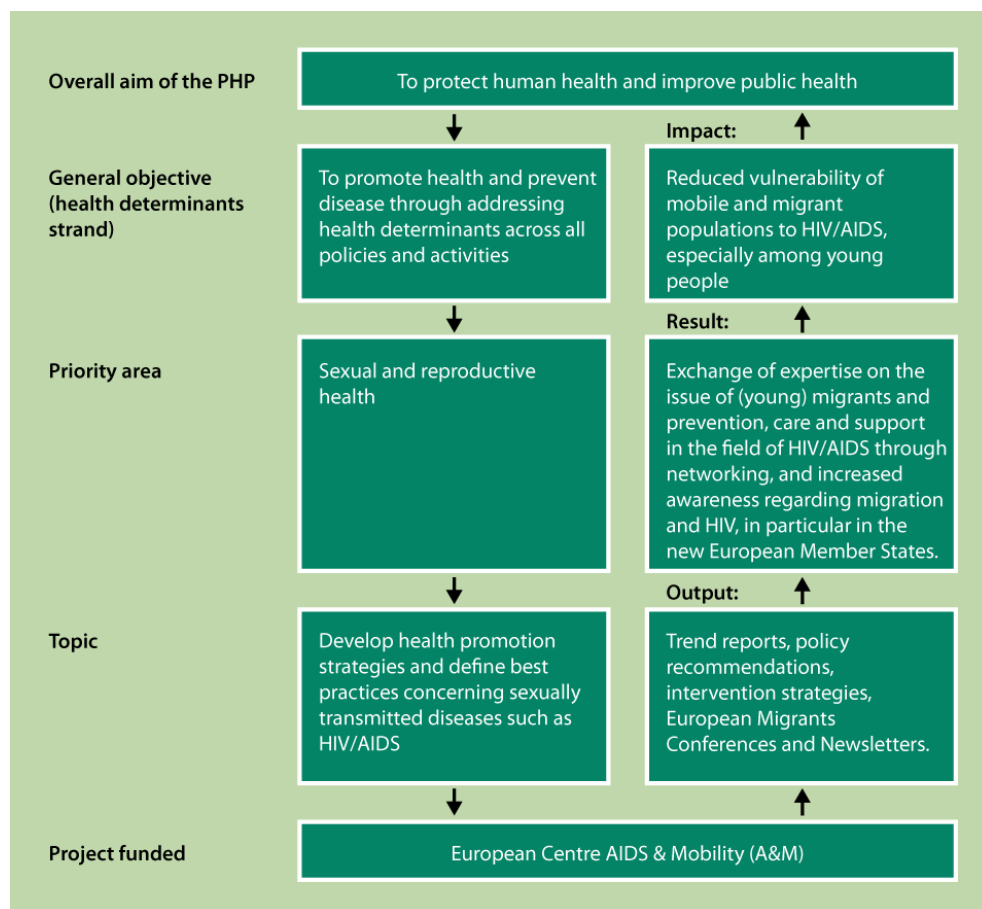 Overall aim of the PHP
To protect human health and improve public health
Impact:
General objective
(health determinants
strand)
To promote health and prevent
disease through addressing
health determinants across all
policies and activities
Reduced vulnerability of
mobile and migrant
populations to HIV/AIDS,
especially among young
people
Result:
Priority area
Sexual and reproductive
health
Exchange of expertise on the
issue of (young) migrants and
prevention, care and support
in the field of HIV/AIDS through
networking, and increased
awareness regarding migration
and HIV, in particular in the
new European Member States.
Output:
Topic
Develop health promotion
strategies and define best
practices concerning sexually
transmitted diseases such as
HIV/AIDS
Trend reports, policy
recommendations,
intervention strategies,
European Migrants
Conferences and Newsletters.
Project funded
European Centre AIDS & Mobility (A&M)